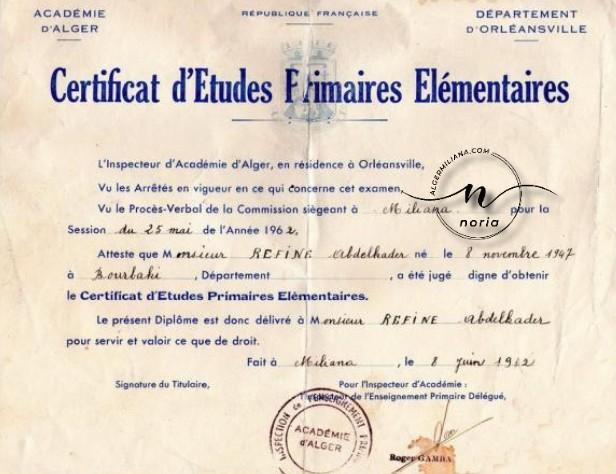 ACADÉMIE
D'ALGER
RÉPUBLIQUE FRANÇAISE
DÉPARTEMENT
D'ORLÉANSVILLE
Certificat d'Etudes Primaires Elémentaires
L'Inspecteur d'Académie d'Alger, en résidence à Orléansville,
Vu les Arrêtés en vigueur en ce qui concerne cet examen,
Vu le Procès-Verbal de la Commission siégeant à Miliana pour la
Session du 25 mai de l'Année 1962,
Atteste que Monsieur REFINE Abdelkader né le 8 novembre 1947
à Bourbaki, Département , a été jugé digne d'obtenir
le Certificat d'Etudes Primaires Elémentaires.
Le présent Diplôme est donc délivré à Monsieur REFINE Abdelkader
pour servir et valoir ce que de droit.
Fait à Miliana, le 8 Juin 1962
Signature du Titulaire,
Pour l'Inspecteur d'Académie :
l'Inspecteur de l'Enseignement Primaire Délégué,
INSPECTION de l'ENSEIGNEMENT
ACADÉMIE
D'ALGER
Roger GAMBA
ALGERMILIANA.COM
n
noria